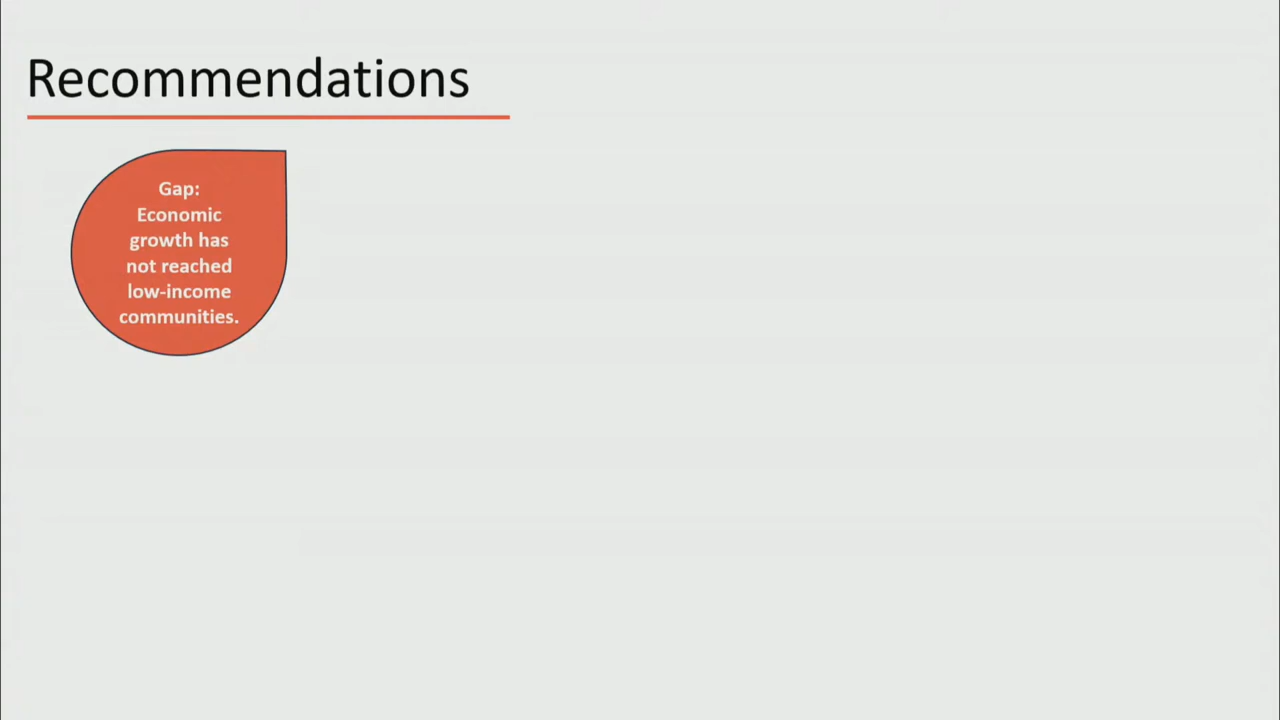 Recommendations
Gap:
Economic
growth has
not reached
low-income
communities.